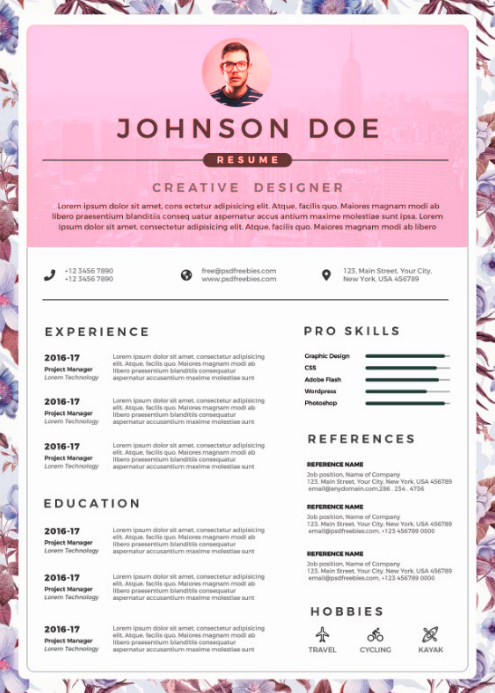 JOHNSON DOE
RESUME
CREATIVE DESIGNER
Lorem ipsum dolor sit amet, cons ectetur adipisicing elit. Atque, facilis quo magnam. Maiores magnam modi ab
libero praesentium blanditiis consequ uatur aspernatur accus untium maxime molestiae sunt ipsa. Lorem
ipsum dolor sit amet, consectetur adipisicing elit. Atque, facilis quo. Maiores magnam modi ab libero
+12 3456 7890
+12 3456 7890
free@psdfreebies.com
www.psdfreebies.com
123, Main Street, Your City,
New York, USA 456789
EXPERIENCE
2016-17
Project Manager
Lorem Technology
Lorem ipsum dolor sit amet, consectetur adipisicing
elit. Atque, facilis quo. Maiores magnam modi ab
libero praesentium blanditiis consequatur
aspernatur accusantium maxime molestiae sunt
2016-17
Project Manager
Lorem Technology
Lorem ipsum dolor sit amet, consectetur adipisicing
elit. Atque, facilis quo. Maiores magnam modi ab
libero praesentium blanditiis consequatur
aspernatur accusantium maxime molestiae sunt
2016-17
Project Manager
Lorem Technology
Lorem ipsum dolor sit amet, consectetur adipisicing
elit. Atque, facilis quo. Maiores magnam modi ab
libero praesentium blanditiis consequatur
aspernatur accusantium maxime molestiae sunt
EDUCATION
2016-17
Project Manager
Lorem Technology
Lorem ipsum dolor sit amet, consectetur adipisicing
elit. Atque, facilis quo. Maiores magnam modi ab
libero praesentium blanditiis consequatur
aspernatur accusantium maxime molestiae sunt
2016-17
Project Manager
Lorem Technology
Lorem ipsum dolor sit amet, consectetur adipisicing
elit. Atque, facilis quo. Maiores magnam modi ab
libero praesentium blanditiis consequatur
aspernatur accusantium maxime molestiae sunt
2016-17
Project Manager
Lorem Technology
Lorem ipsum dolor sit amet, consectetur adipisicing
elit. Atque, facilis quo. Maiores magnam modi ab
libero praesentium blanditiis consequatur
aspernatur accusantium maxime molestiae sunt
PRO SKILLS
Graphic Design
CSS
Adobe Flash
Wordpress
Photoshop
REFERENCES
REFERENCE NAME
Job position, Name of Company
123, Main Street, Your City, New York, USA 456789
email@anydomain.com,256 . 254 . 4756
REFERENCE NAME
Job position, Name of Company
123, Main Street, Your City, New York, USA 456789
email@psdfreebies.com, +123 456789 0000
REFERENCE NAME
Job position, Name of Company
123, Main Street, Your City, New York, USA 456789
email@psdfreebies.com, +123 456789 0000
HOBBIES
TRAVEL
CYCLING
KAYAK